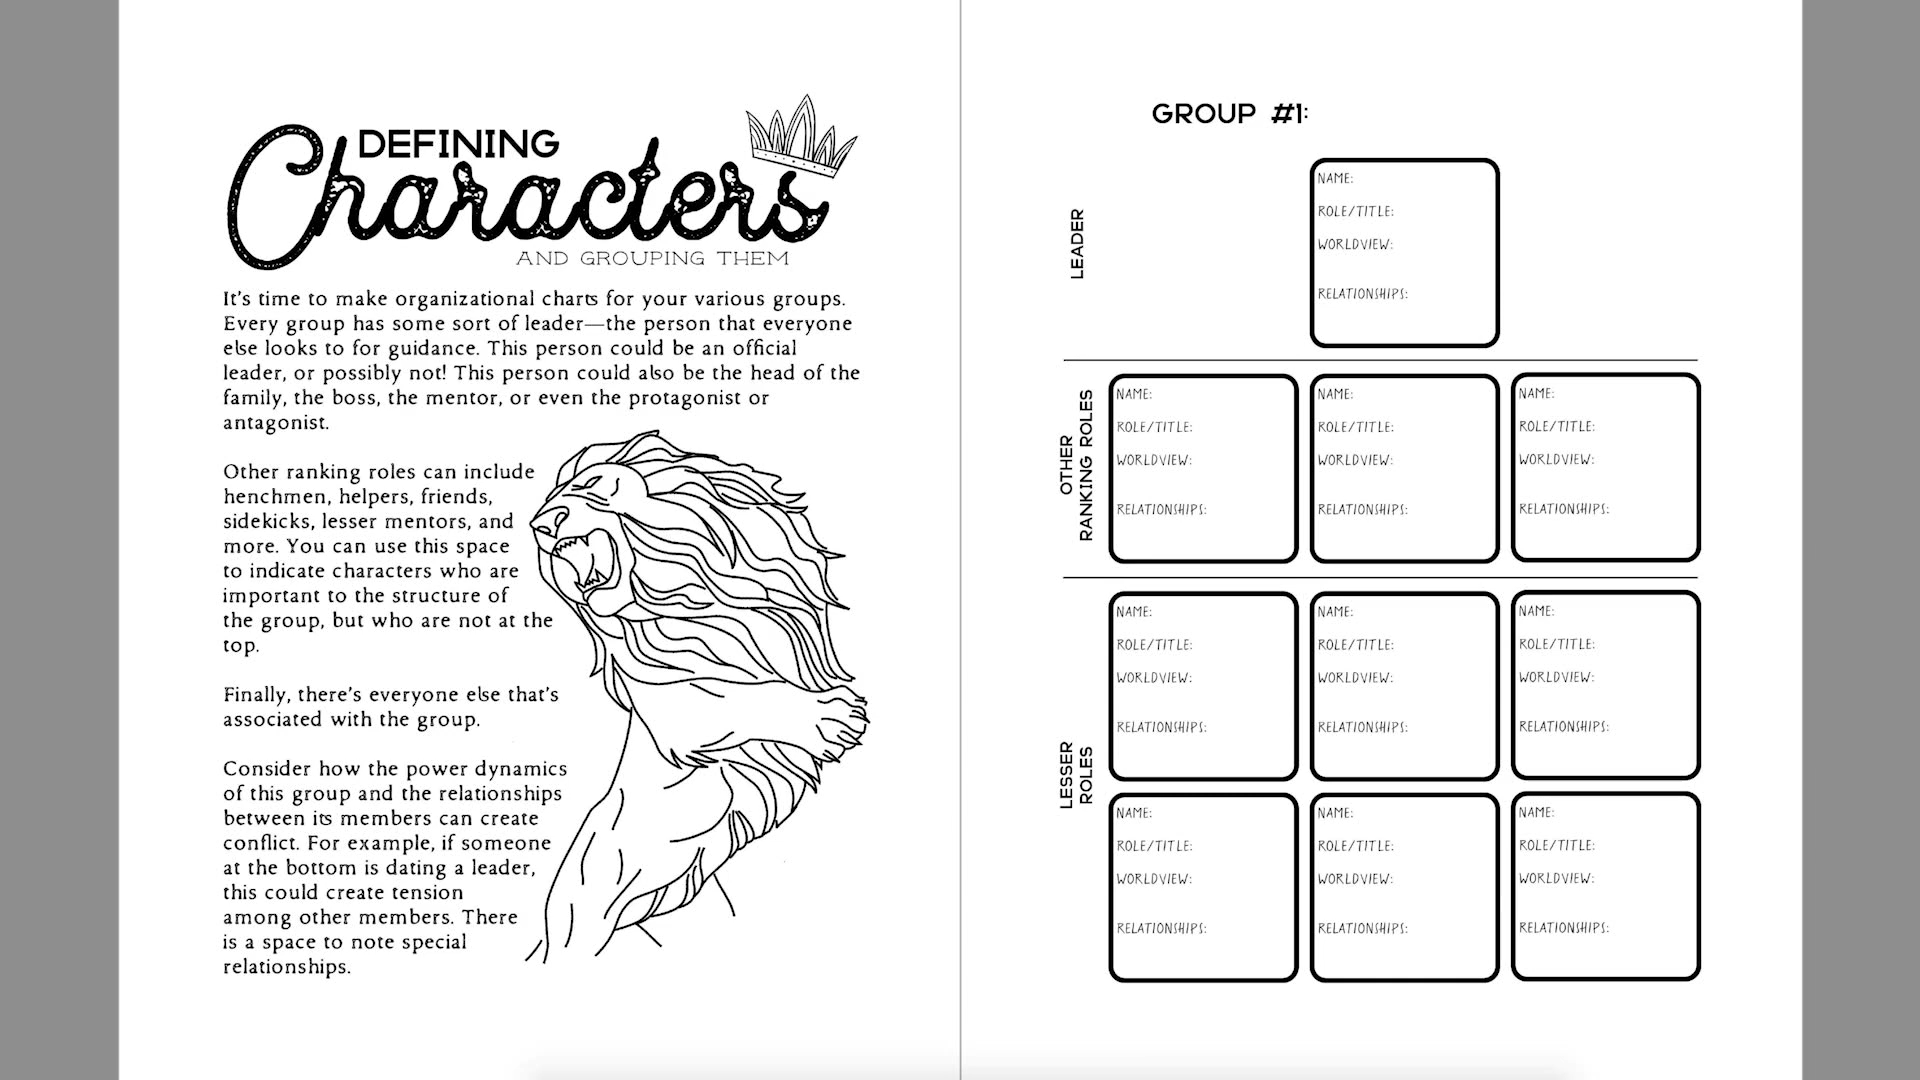 DEFINING
Characters
AND GROUPING THEM
It's time to make organizational charts for your various groups.
Every group has some sort of leader—the person that everyone
else looks to for guidance. This person could be an official
leader, or possibly not! This person could also be the head of the
family, the boss, the mentor, or even the protagonist or
antagonist.
Other ranking roles can include
henchmen, helpers, friends,
sidekicks, lesser mentors, and
more. You can use this space
to indicate characters who are
important to the structure of
the group, but who are not at the
top.
Finally, there's everyone else that's
associated with the group.
Consider how the power dynamics
of this group and the relationships
between its members can create
conflict. For example, if someone
at the bottom is dating a leader,
this could create tension
among other members. There
is a space to note special
relationships.
GROUP #1:
LEADER
NAME:
ROLE/TITLE:
WORLDVIEW:
RELATIONSHIPS:
OTHER
RANKING ROLES
NAME:
ROLE/TITLE:
WORLDVIEW:
RELATIONSHIPS:
NAME:
ROLE/TITLE:
WORLDVIEW:
RELATIONSHIPS:
NAME:
ROLE/TITLE:
WORLDVIEW:
RELATIONSHIPS:
LESSER
ROLES
NAME:
ROLE/TITLE:
WORLDVIEW:
RELATIONSHIPS:
NAME:
ROLE/TITLE:
WORLDVIEW:
RELATIONSHIPS:
NAME:
ROLE/TITLE:
WORLDVIEW:
RELATIONSHIPS:
NAME:
ROLE/TITLE:
WORLDVIEW:
RELATIONSHIPS:
NAME:
ROLE/TITLE:
WORLDVIEW:
RELATIONSHIPS:
NAME:
ROLE/TITLE:
WORLDVIEW:
RELATIONSHIPS: